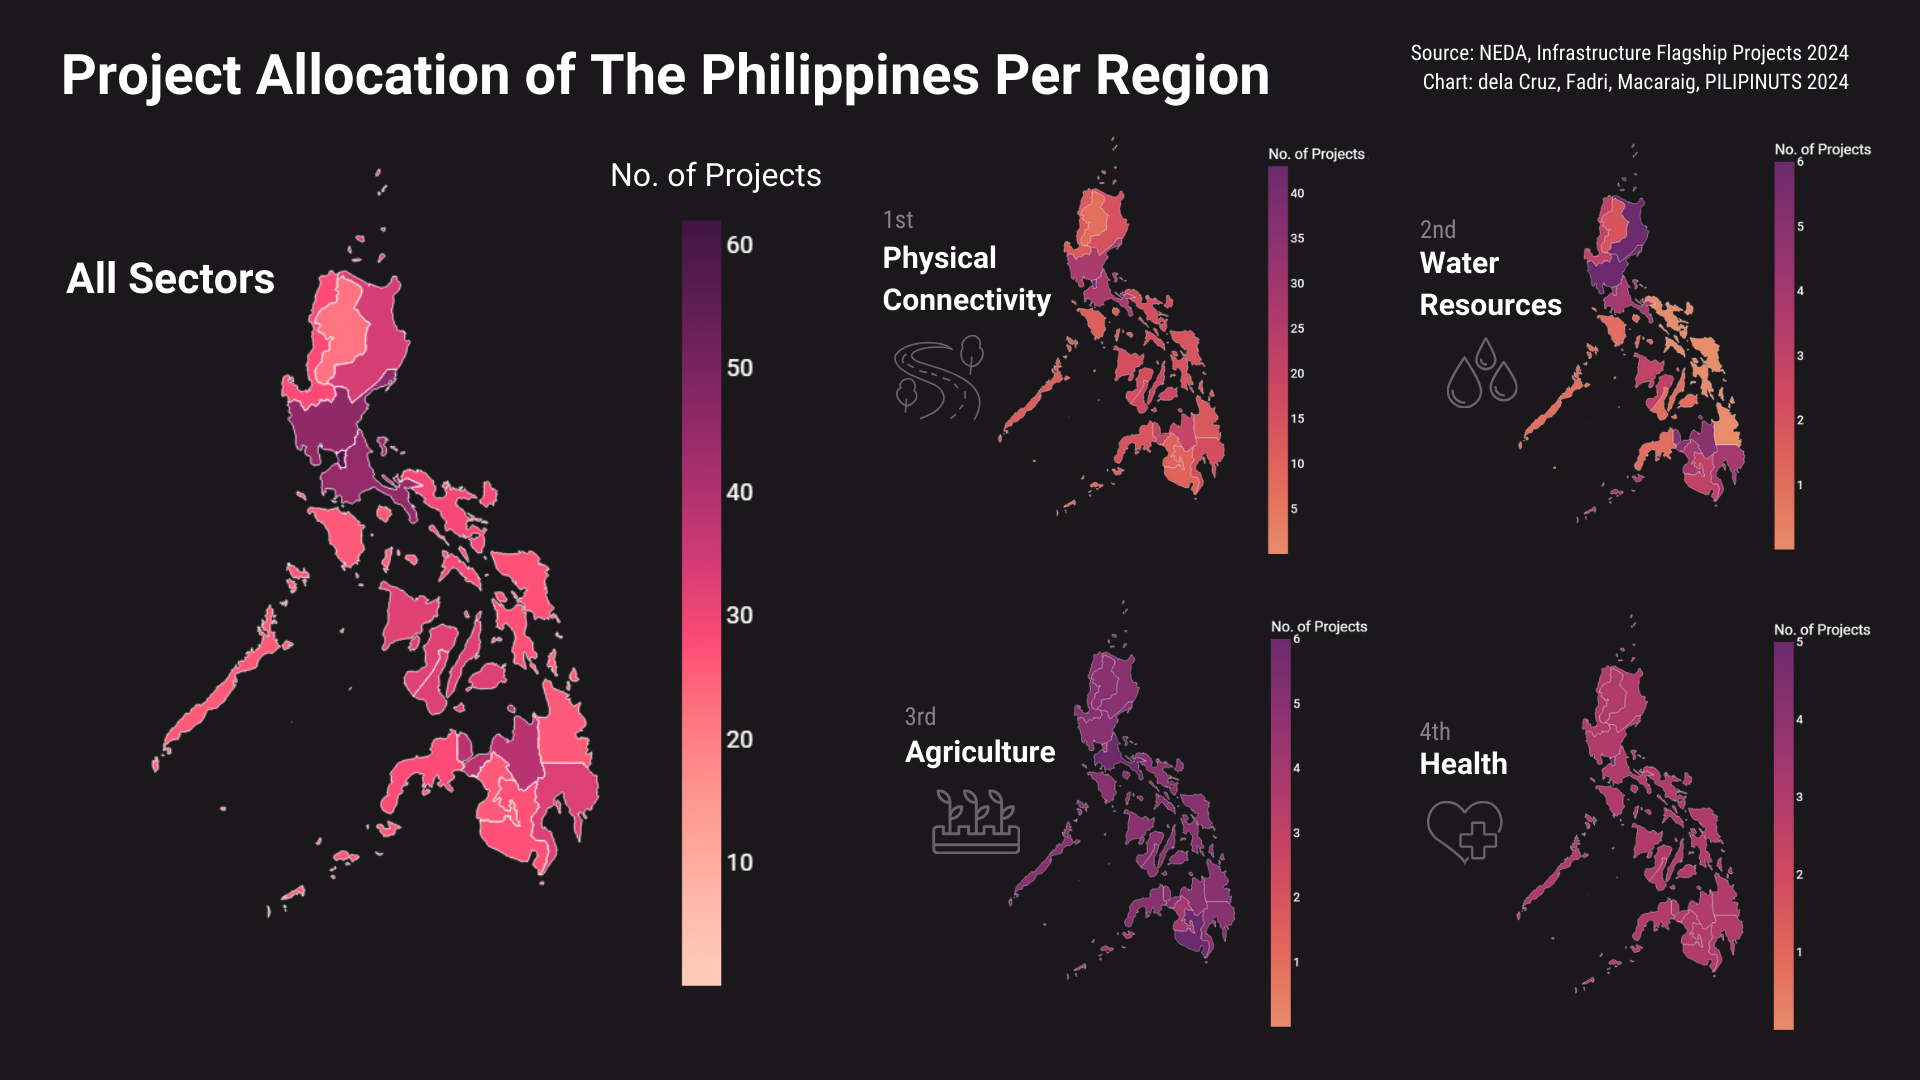 Project Allocation of The Philippines Per Region
Source: NEDA, Infrastructure Flagship Projects 2024
Chart: dela Cruz, Fadri, Macaraig, PILIPINUTS 2024
All Sectors
No. of Projects
60
50
40
30
20
10
1st
Physical
Connectivity
No. of Projects
40
35
30
25
20
15
10
5
2nd
Water
Resources
No. of Projects
6
5
4
3
2
1
3rd
Agriculture
No. of Projects
6
5
4
3
2
1
4th
Health
No. of Projects
5
4
3
2
1